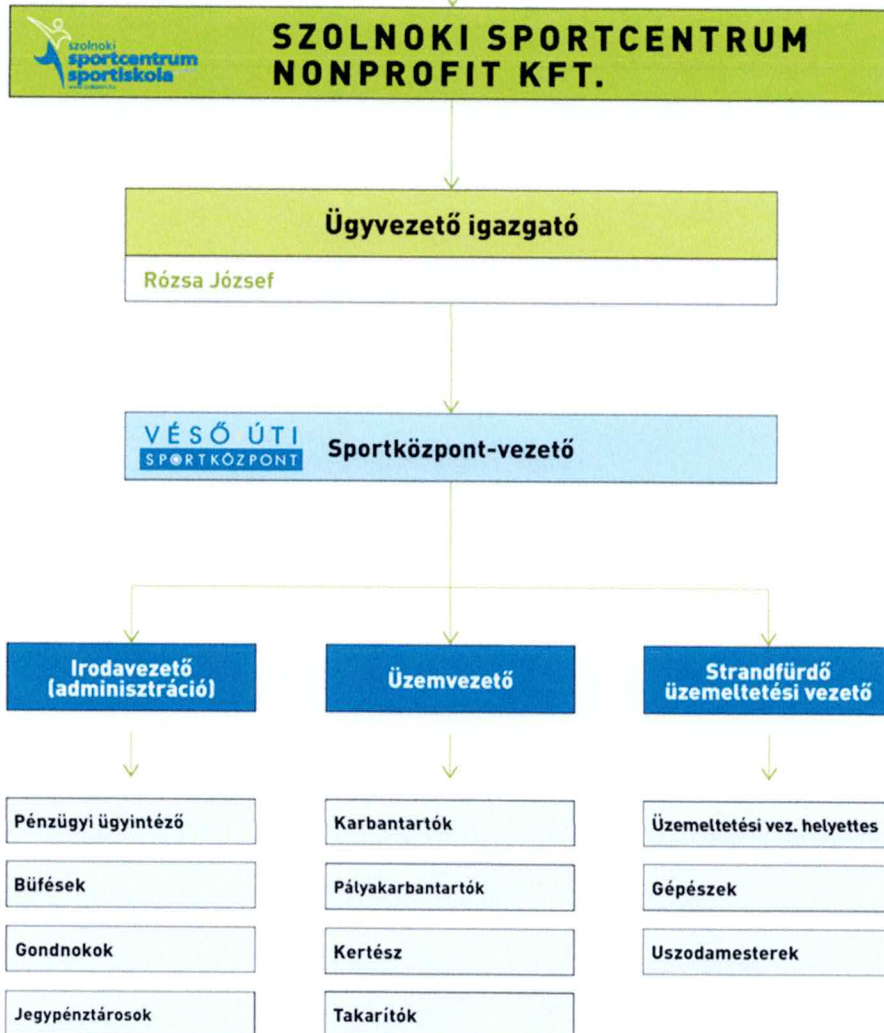 szolnoki
sportcentrum
sportiskola
SZOLNOKI SPORTCENTRUM
NONPROFIT KFT.
Ügyvezető igazgató
Rózsa József
VÉSŐ ÚTI
SPORTKÖZPONT
Sportközpont-vezető
Irodavezető
(adminisztráció)
Pénzügyi ügyintéző
Büfések
Gondnokok
Jegypénztárosok
Üzemvezető
Karbantartók
Pályakarbantartók
Kertész
Takarítók
Strandfürdő
üzemeltetési vezető
Üzemeltetési vez. helyettes
Gépészek
Uszodamesterek